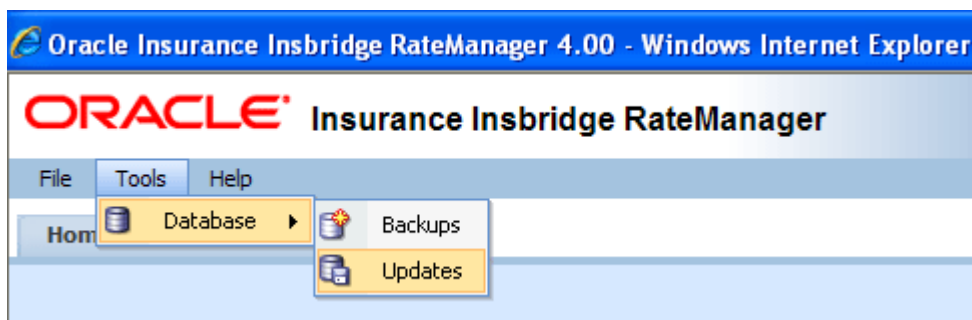 Oracle Insurance Insbridge RateManager 4.00 - Windows Internet Explorer
ORACLE Insurance Insbridge RateManager
File Tools Help
Hom Database Backups
Updates